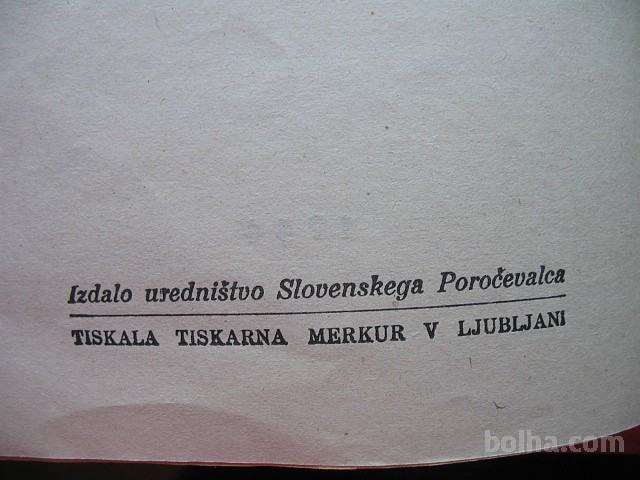 Izdalo uredništvo Slovenskega Poročevalca
TISKALA TISKARNA MERKUR V LJUBLJANI
bolha.com